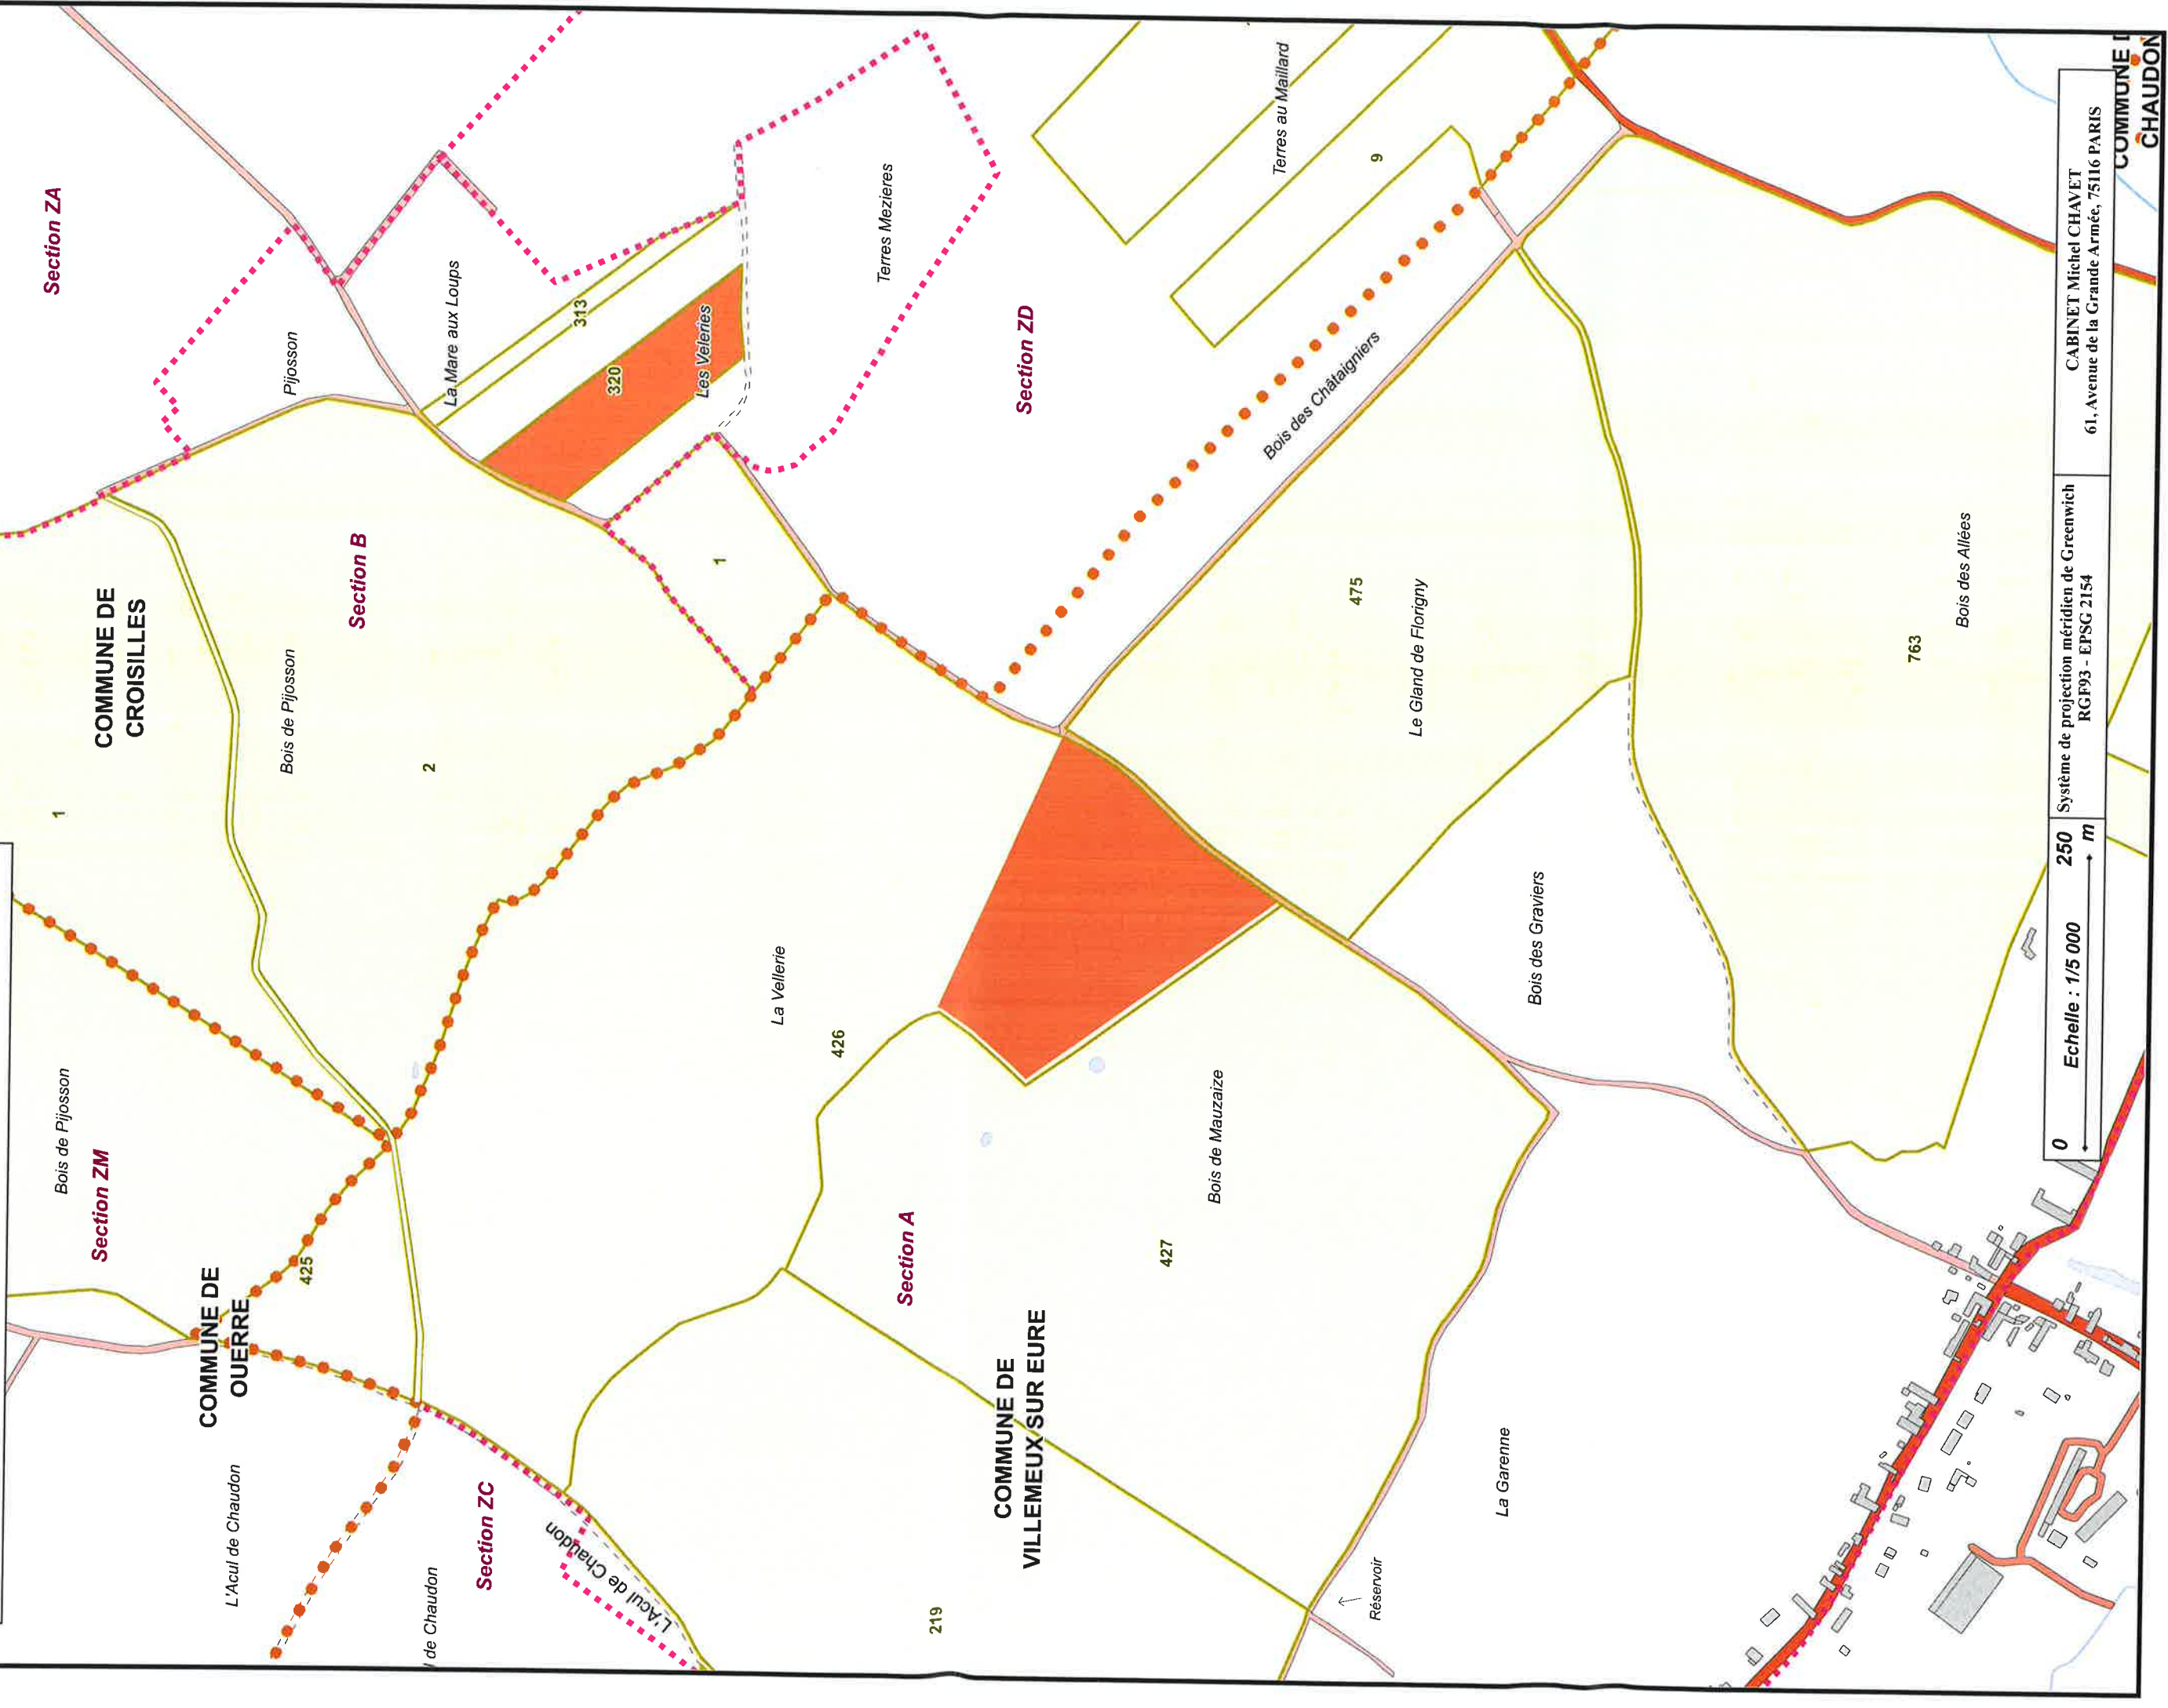 Section ZA
Pijosson
La Mare aux Loups
313
320
Les Veleries
Terres Mezieres
Terres au Maillard
9
Section ZD
Bois des Châtaigniers
COMMUNE DE
CROISILLES
Section B
Bois de Pijosson
2
1
1
475
Le Gland de Florigny
763
Bois des Allées
Bois de Pijosson
Section ZM
COMMUNE DE
OUERRE
425
La Vellerie
426
Section A
427
Bois de Mauzaize
Bois des Graviers
L'Acul de Chaudon
l de Chaudon
Section ZC
L'Acul de Chaudon
219
COMMUNE DE
VILLEMEUX SUR EURE
La Garenne
Réservoir
COMMUNE D
CHAUDON
CABINET Michel CHAVET
61, Avenue de la Grande Armée, 75116 PARIS
Système de projection méridien de Greenwich
RGF93 - EPSG 2154
0
250
Echelle : 1/5 000
m